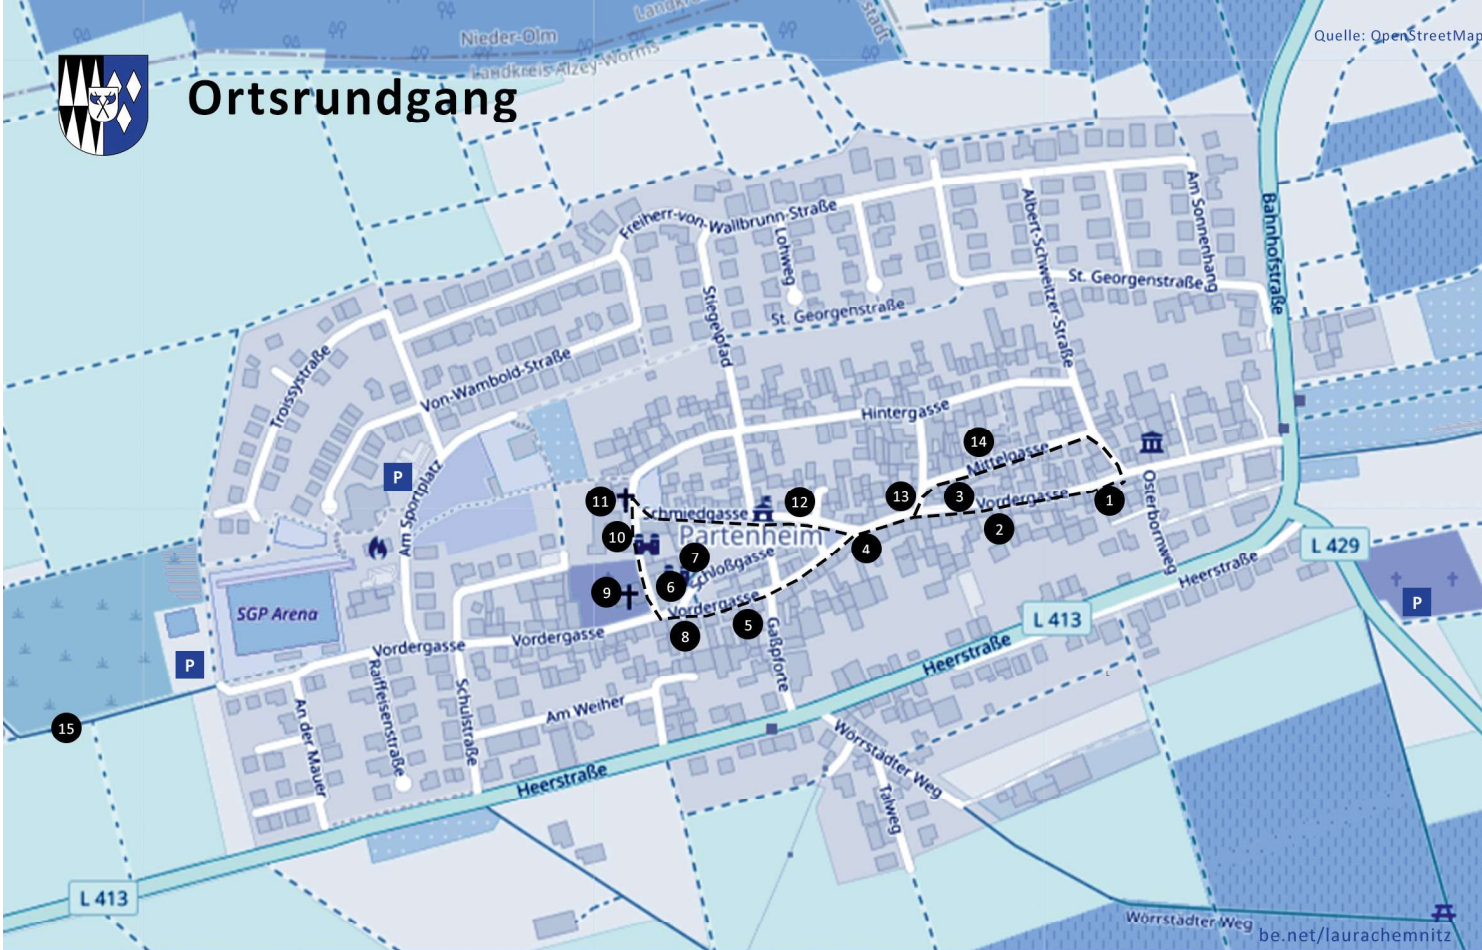 Nieder-Olm
Landkreis Alzey-Worms
Quelle: OpenStreetMap
Ortsrundgang
Freiherr-von-Wallbrunn-Straße
Lohweg
Albert-Schweitzer-Straße
Am Sonnenhang
Bahnhofstraße
St. Georgenstraße
St. Georgenstraße
Stiegelpfad
Troissystraße
Von-Wambold-Straße
Hintergasse
14
Mittelgasse
P
Am Sportplatz
11
Schmiedgasse
12
13
3
Vordergasse
1
Osterbornweg
2
10
Partenheim
4
L 429
7
Schloßgasse
6
9
Vordergasse
Heerstraße
P
SGP Arena
5
8
L 413
Gaßpforte
Vordergasse
Vordergasse
Heerstraße
P
Raiffeisenstraße
Schulstraße
An der Mauer
Am Weiher
15
Wörrstädter Weg
Talweg
Heerstraße
L 413
Wörrstädter Weg
be.net/laurachemnitz